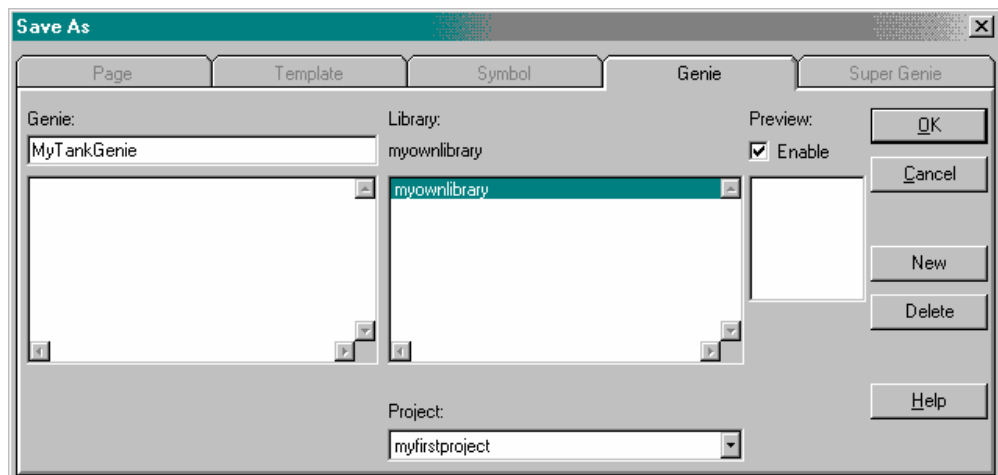 Save As
Page
Template
Symbol
Genie
Super Genie
Genie:
Library:
Preview:
OK
MyTankGenie
myownlibrary
Enable
myownlibrary
Cancel
New
Delete
Project:
Help
myfirstproject